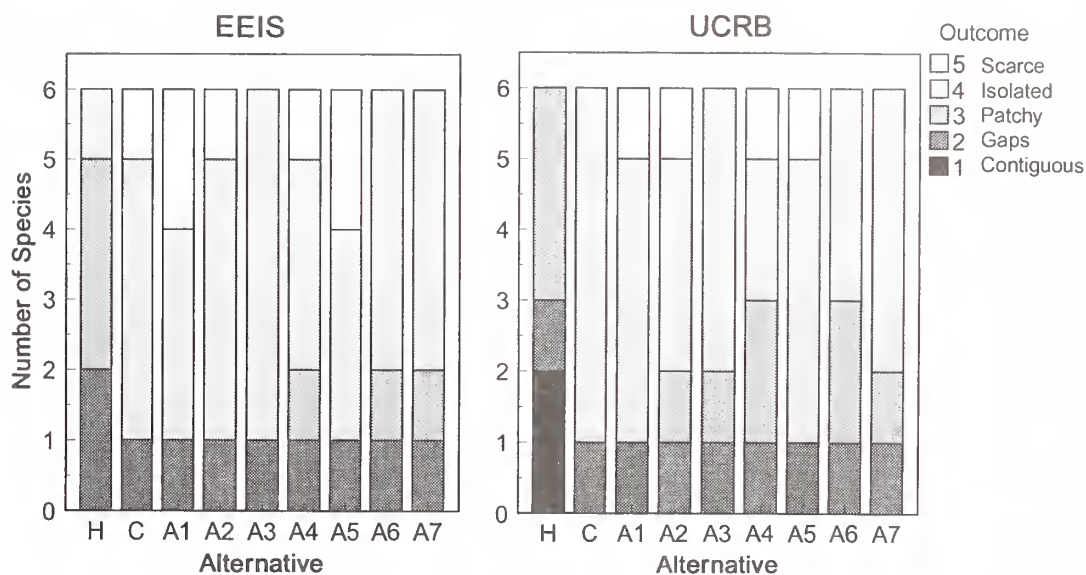 EEIS
Number of Species
6
5
4
3
2
1
0
H C A1 A2 A3 A4 A5 A6 A7
Alternative
UCRB
6
5
4
3
2
1
0
H C A1 A2 A3 A4 A5 A6 A7
Alternative
Outcome
5 Scarce
4 Isolated
3 Patchy
2 Gaps
1 Contiguous